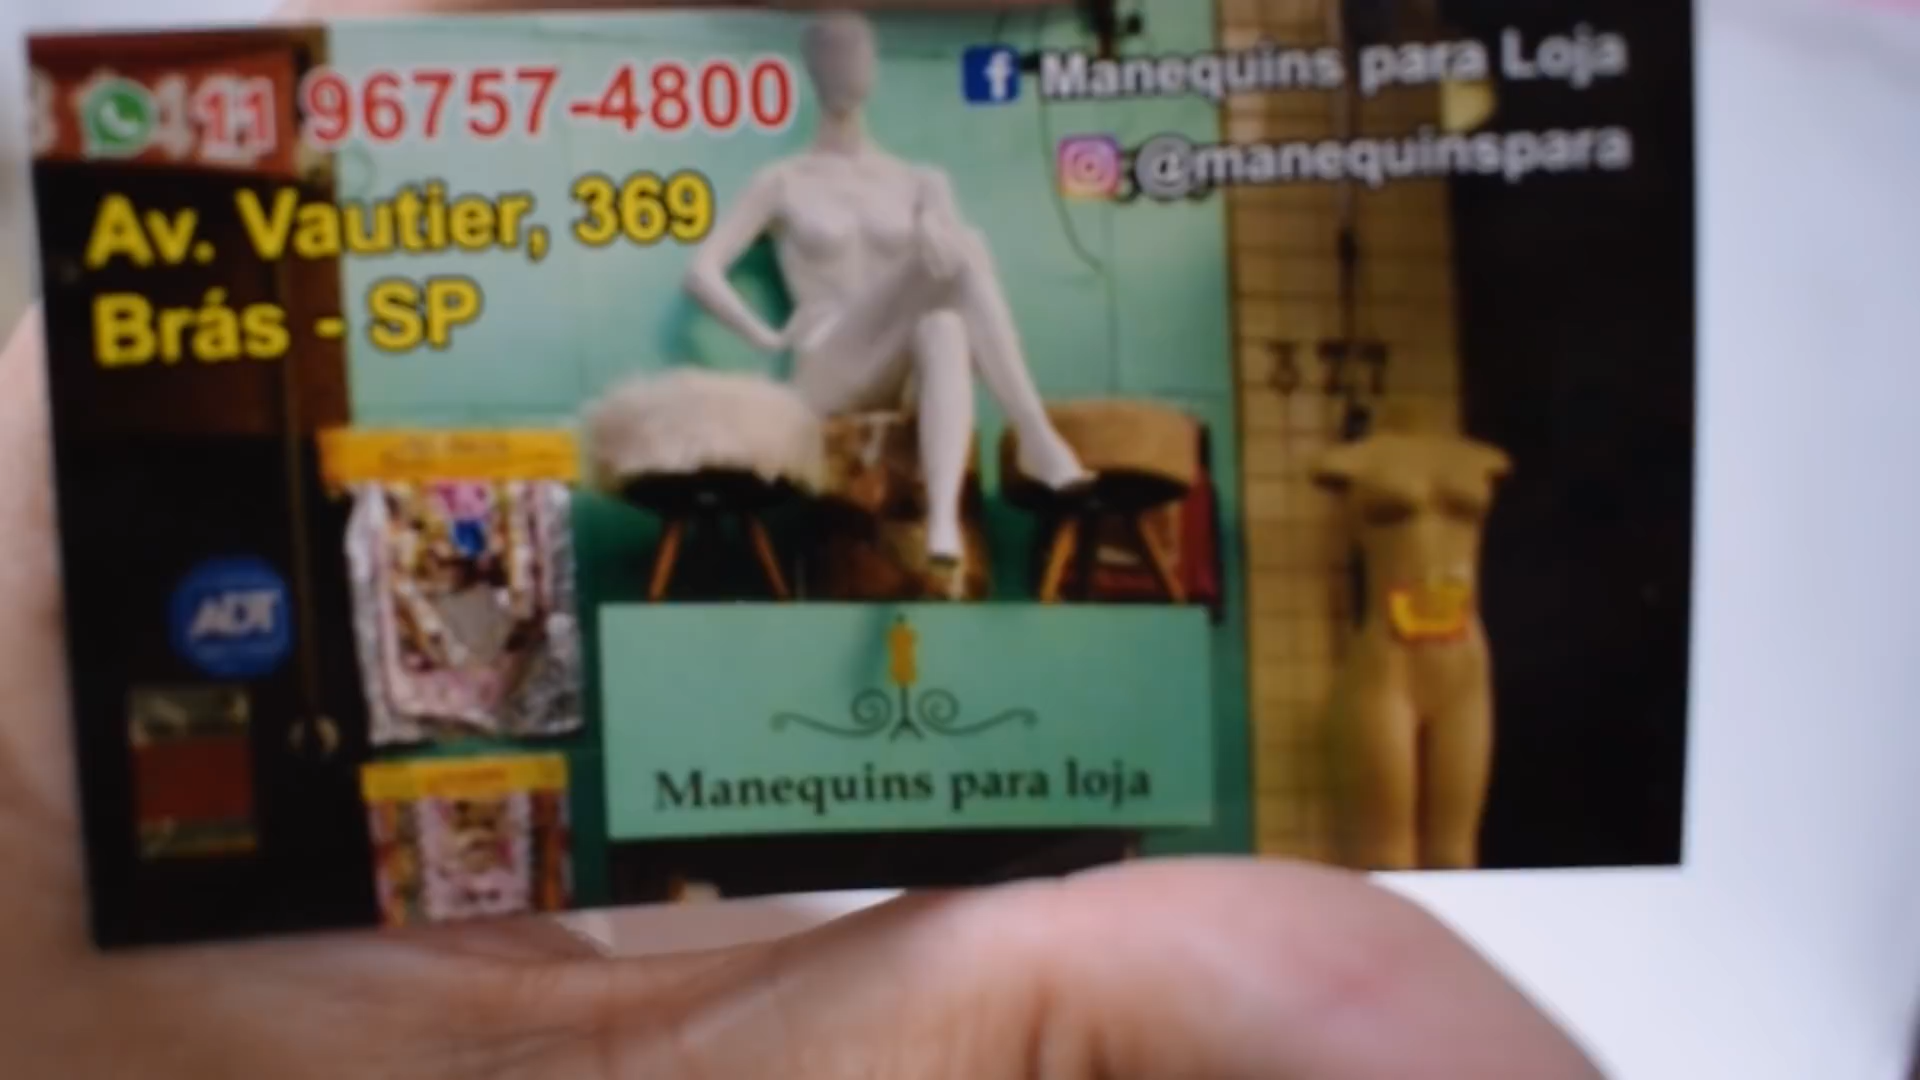 11 96757-4800
Av. Vautier, 369
Brás - SP
Manequins para Loja
@manequinspara
ADT
Manequins para loja